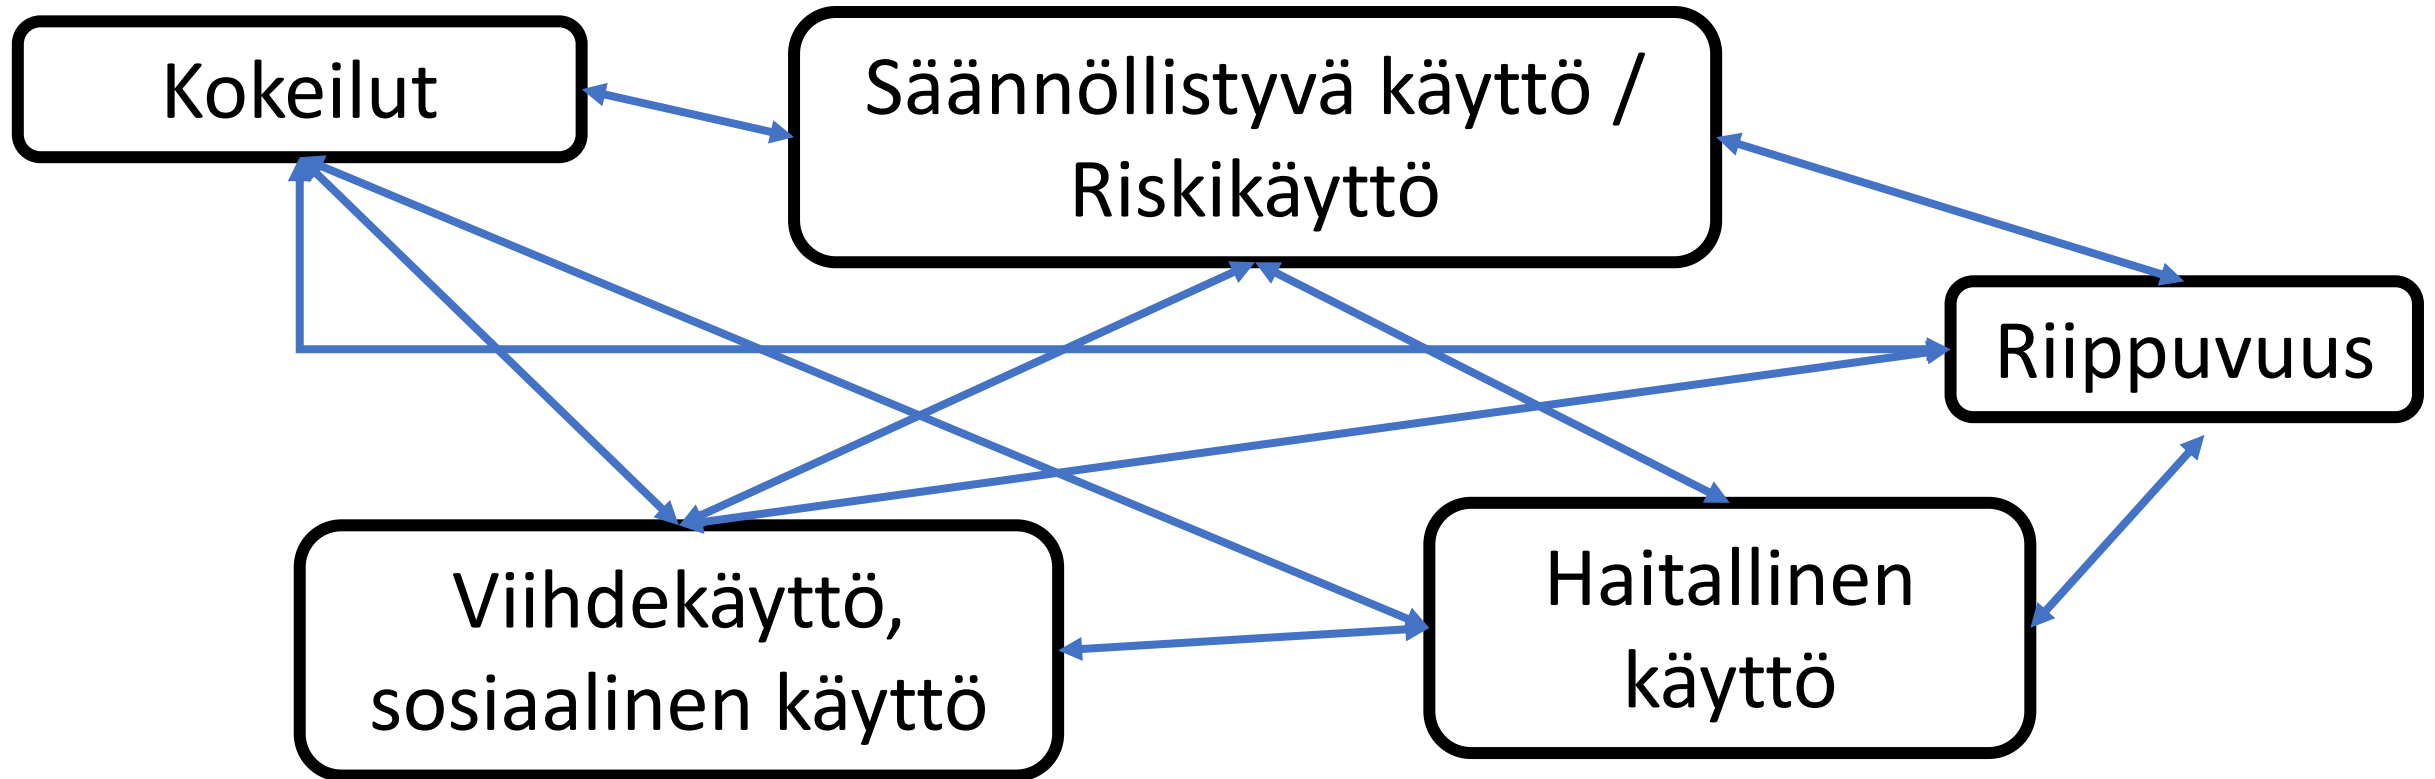 Kokeilut
Säännöllistyvä käyttö /
Riskikäyttö
Riippuvuus
Viihdekäyttö,
sosiaalinen käyttö
Haitallinen
käyttö